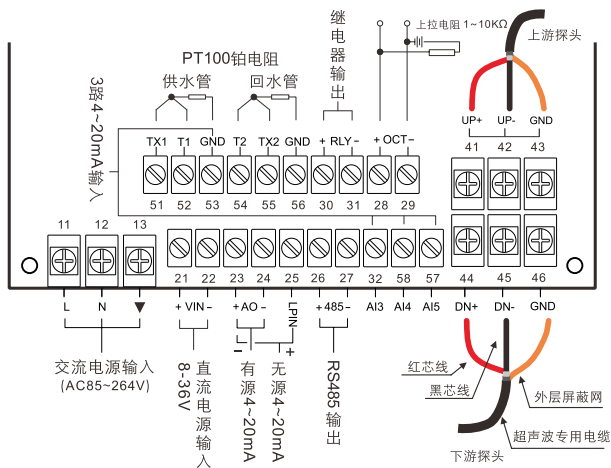 继电器输出
上拉电阻 1~10KΩ
上游探头
PT100铂电阻
供水管
回水管
3路4~20mA输入
TX1 T1 GND T2 TX2 GND + RLY − + OCT −
51 52 53 54 55 56 30 31 28 29
UP+ UP- GND
41 42 43
11 12 13
L N ▼
交流电源输入
(AC85~264V)
21 22 23 24 25 26 27 32 58 57
+ VIN − + AO − LPIN + 485 − AI3 AI4 AI5
− +
直流电源输入
8-36V
有源4~20mA
无源4~20mA
RS485输出
44 45 46
DN+ DN- GND
红芯线
黑芯线
外层屏蔽网
超声波专用电缆
下游探头